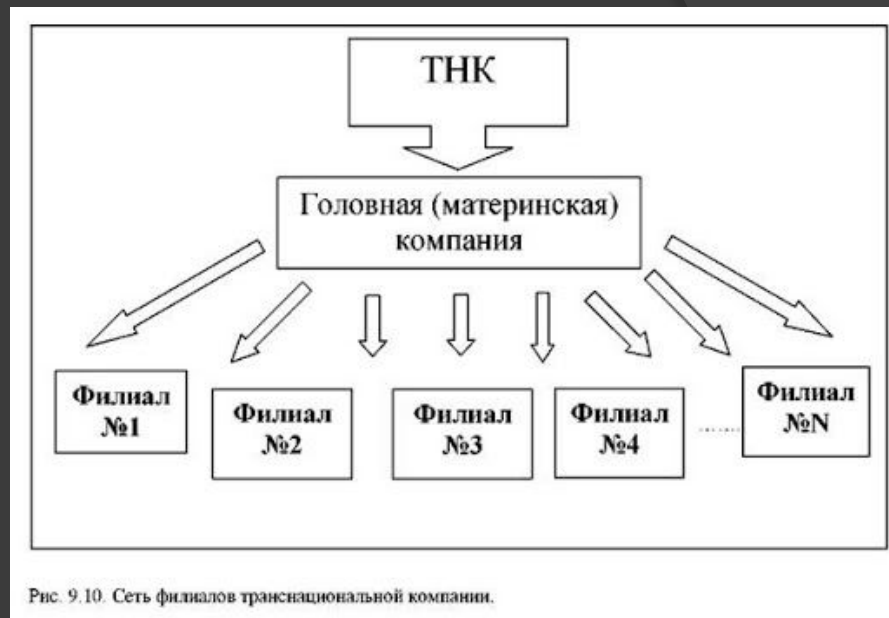 ТНК
Головная (материнская)
компания
Филиал
№1
Филиал
№2
Филиал
№3
Филиал
№4
........
Филиал
№N
Рис. 9.10. Сеть филиалов транснациональной компании.